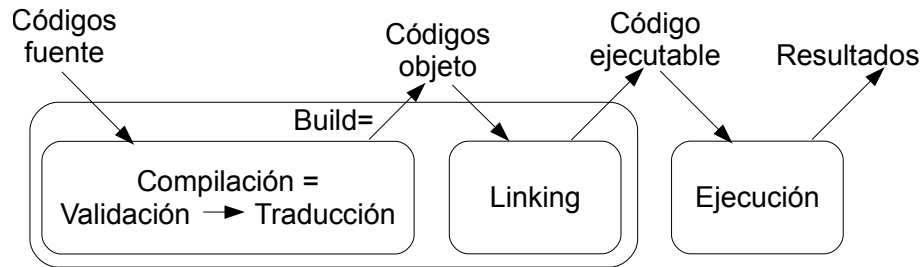 Códigos
fuente
Códigos
objeto
Código
ejecutable
Resultados
Build=
Compilación =
Validación
Traducción
Linking
Ejecución